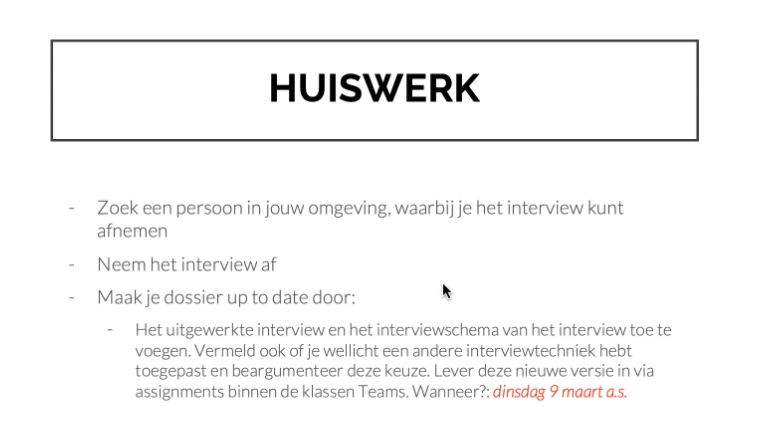 HUISWERK
- Zoek een persoon in jouw omgeving, waarbij je het interview kunt
afnemen
- Neem het interview af
- Maak je dossier up to date door:
- Het uitgewerkte interview en het interviewschema van het interview toe te
voegen. Vermeld ook of je wellicht een andere interviewtechniek hebt
toegepast en beargumenteer deze keuze. Lever deze nieuwe versie in via
assignments binnen de klassen Teams. Wanneer?: dinsdag 9 maart a.s.